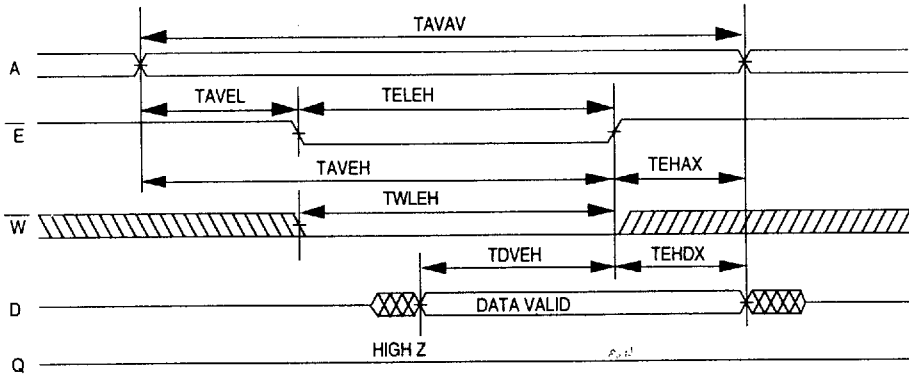 TAVAV
A
TAVEL TELEH
E
TAVEH TEHAX
TWLEH
W
TDVEH TEHDX
D DATA VALID
HIGH Z
Q